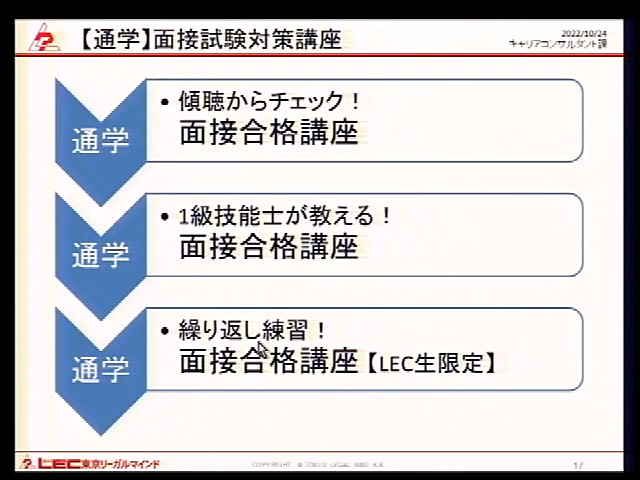 【通学】面接試験対策講座
2022/10/24
キャリアコンサルタント課
通学
• 傾聴からチェック！
面接合格講座
通学
• 1級技能士が教える！
面接合格講座
通学
• 繰り返し練習！
面接合格講座【LEC生限定】
LEC東京リーガルマインド
COPYRIGHT © TOKYO LEGAL MIND K.K.
17